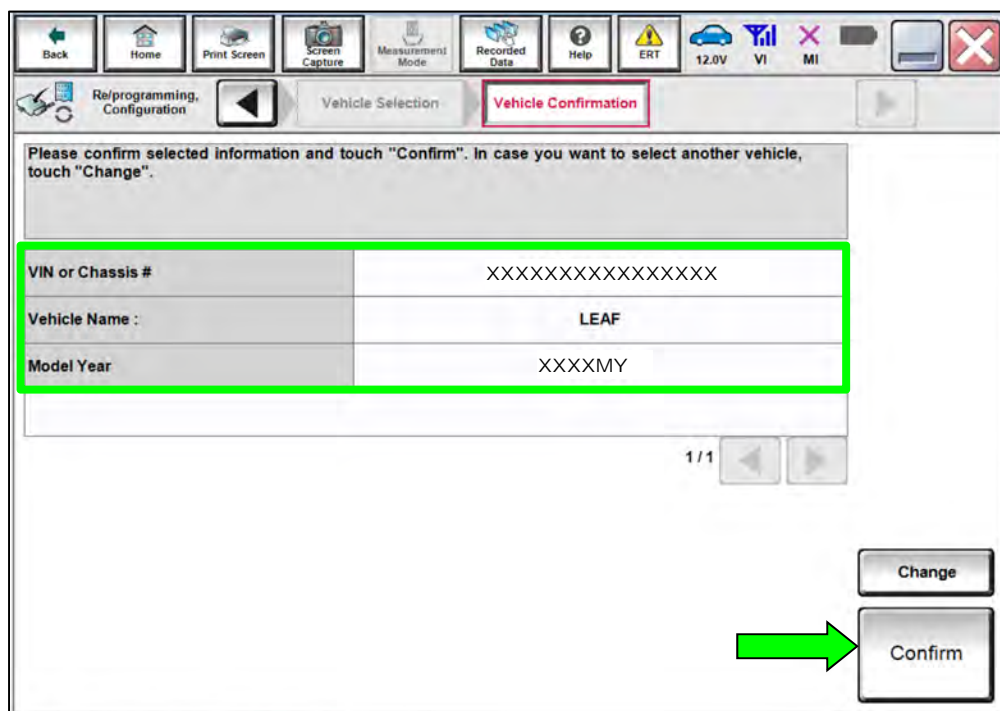 Back
Home
Print Screen
Screen Capture
Measurement Mode
Recorded Data
Help
ERT
12.0V
VI
MI
Re/programming, Configuration
Vehicle Selection
Vehicle Confirmation
Please confirm selected information and touch "Confirm". In case you want to select another vehicle,
touch "Change".
VIN or Chassis # XXXXXXXXXXXXXXXX
Vehicle Name : LEAF
Model Year XXXXMY
1/1
Change
Confirm